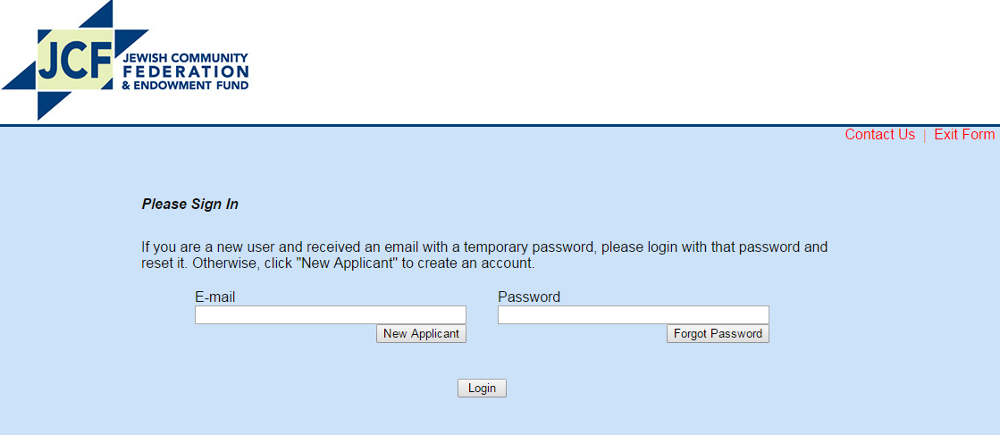 JCF
JEWISH COMMUNITY
FEDERATION
& ENDOWMENT FUND
Contact Us | Exit Form
Please Sign In
If you are a new user and received an email with a temporary password, please login with that password and
reset it. Otherwise, click "New Applicant" to create an account.
E-mail Password
New Applicant Forgot Password
Login